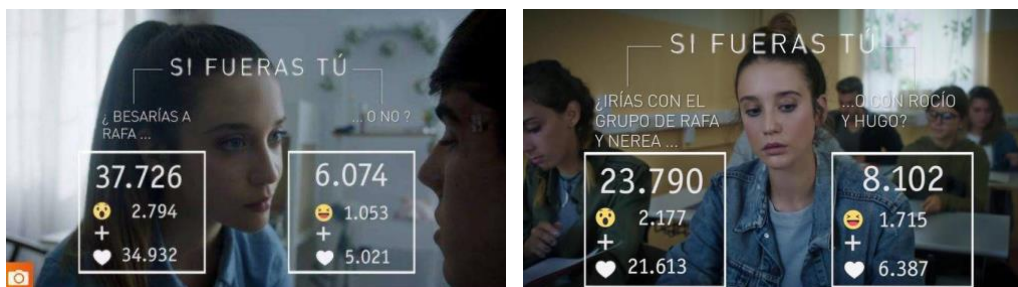 SI FUERAS TÚ
¿ BESARÍAS A
RAFA ...
... O NO ?
37.726
2.794
+
34.932
6.074
1.053
+
5.021
SI FUERAS TÚ
¿IRÍAS CON EL
GRUPO DE RAFA
Y NEREA ...
...O CON ROCÍO
Y HUGO?
23.790
2.177
+
21.613
8.102
1.715
+
6.387